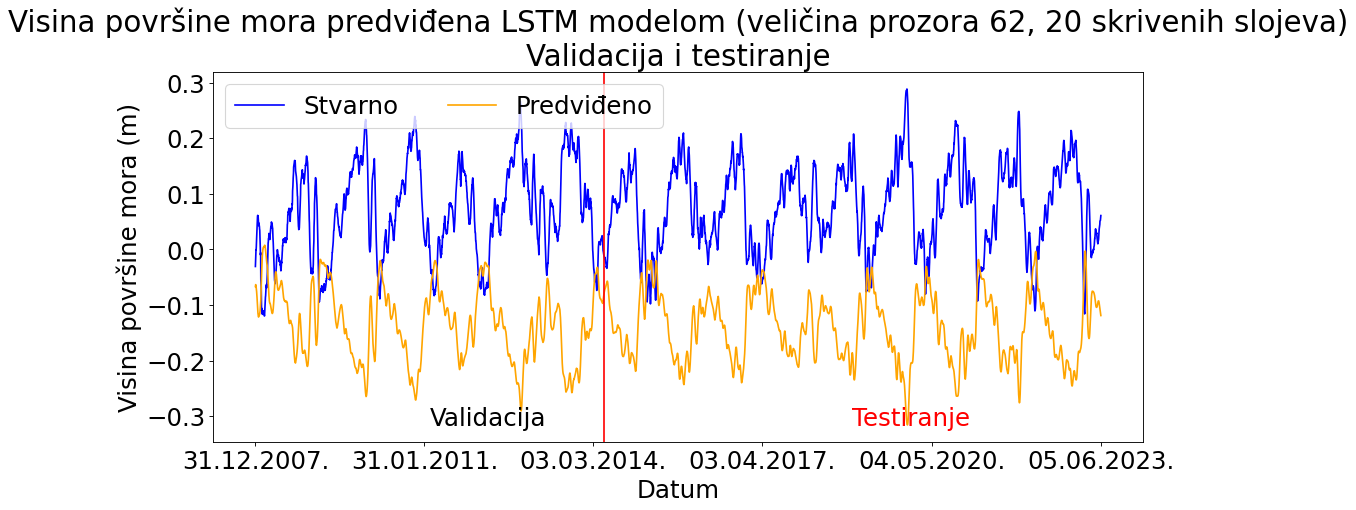 Visina površine mora predviđena LSTM modelom (veličina prozora 62, 20 skrivenih slojeva)
Validacija i testiranje
Stvarno
Predviđeno
Visina površine mora (m)
0.3
0.2
0.1
0.0
−0.1
−0.2
−0.3
Validacija
Testiranje
31.12.2007.
31.01.2011.
03.03.2014.
03.04.2017.
04.05.2020.
05.06.2023.
Datum